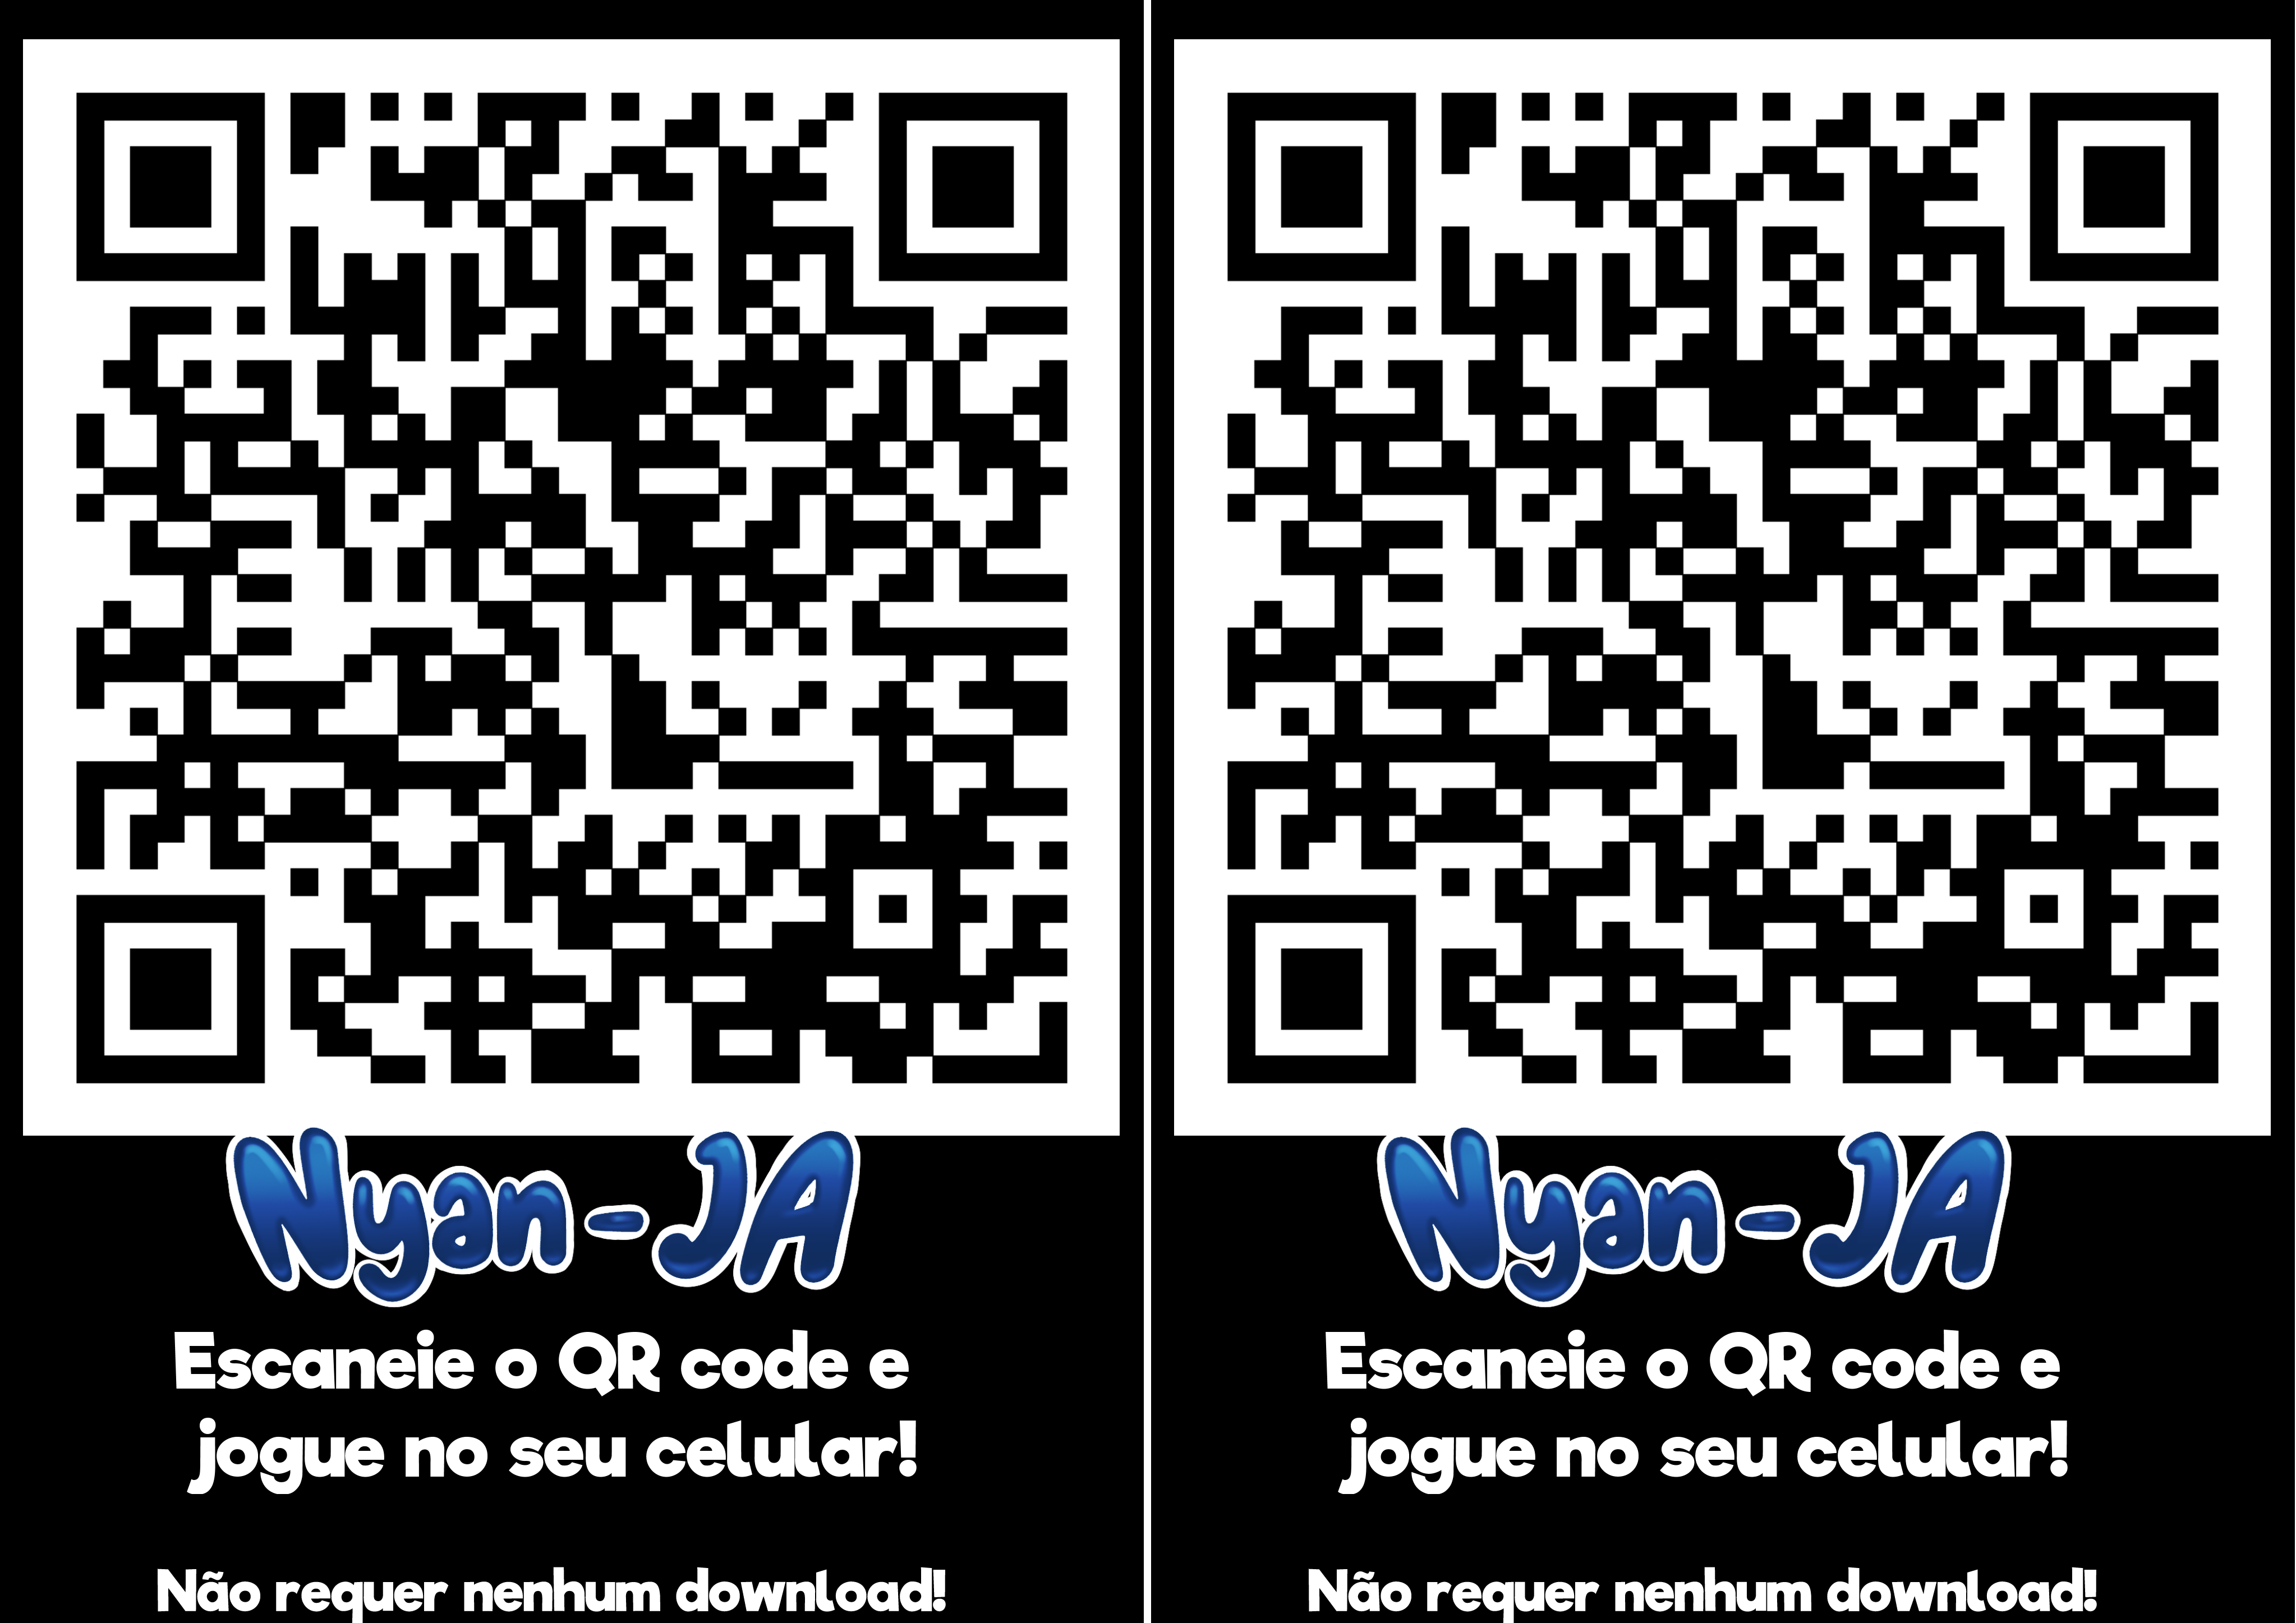 Nyan-JA
Escaneie o QR code e
jogue no seu celular!
Não requer nenhum download!
Nyan-JA
Escaneie o QR code e
jogue no seu celular!
Não requer nenhum download!